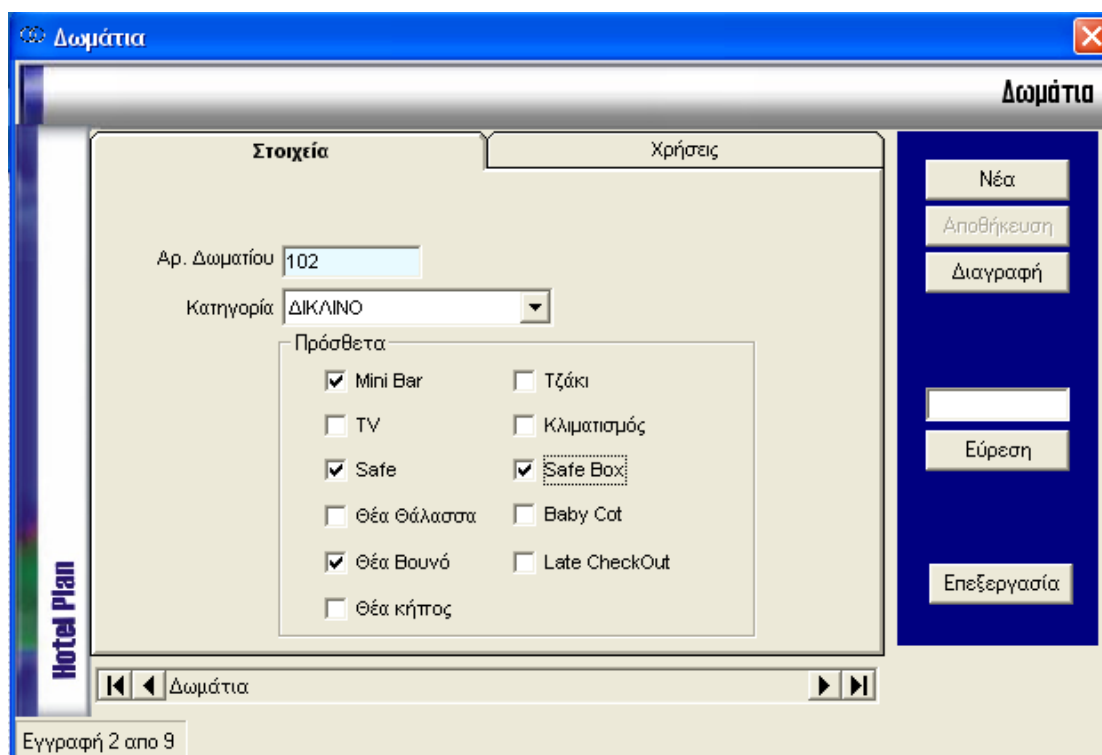 Δωμάτια
Δωμάτια
Στοιχεία
Χρήσεις
Αρ. Δωματίου 102
Κατηγορία ΔΙΚΛΙΝΟ
Πρόσθετα
Mini Bar
Τζάκι
TV
Κλιματισμός
Safe
Safe Box
Θέα Θάλασσα
Baby Cot
Θέα Βουνό
Late CheckOut
Θέα κήπος
Νέα
Αποθήκευση
Διαγραφή
Εύρεση
Επεξεργασία
Hotel Plan
Δωμάτια
Εγγραφή 2 απο 9